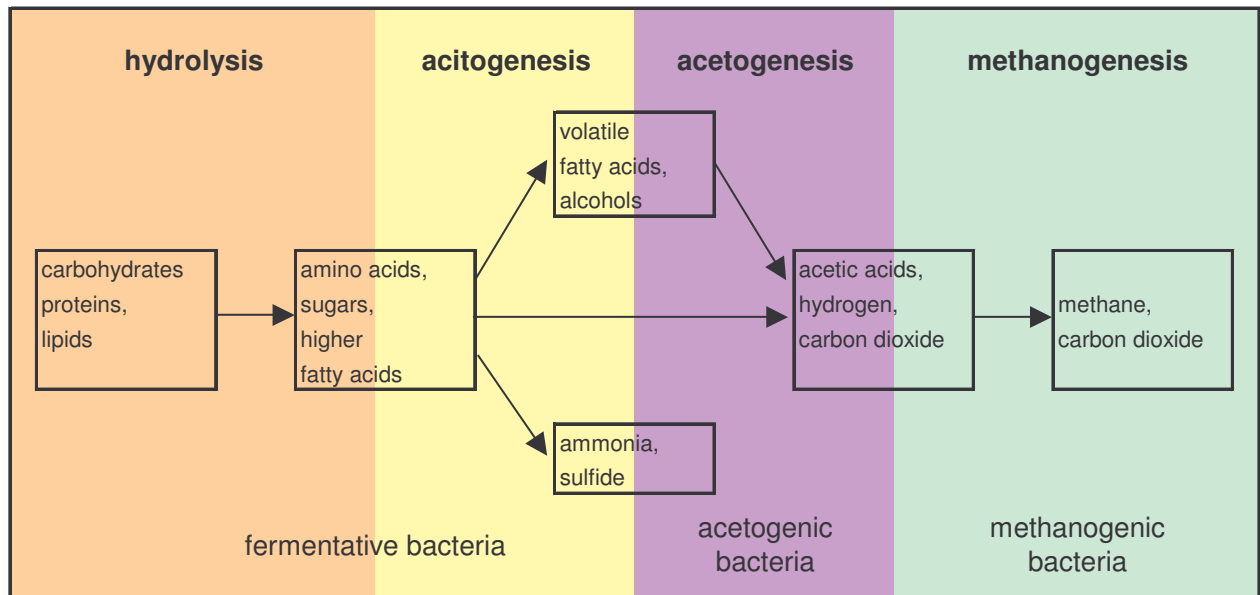 hydrolysis
acitogenesis
acetogenesis
methanogenesis
volatile
fatty acids,
alcohols
carbohydrates
proteins,
lipids
amino acids,
sugars,
higher
fatty acids
acetic acids,
hydrogen,
carbon dioxide
methane,
carbon dioxide
ammonia,
sulfide
fermentative bacteria
acetogenic
bacteria
methanogenic
bacteria